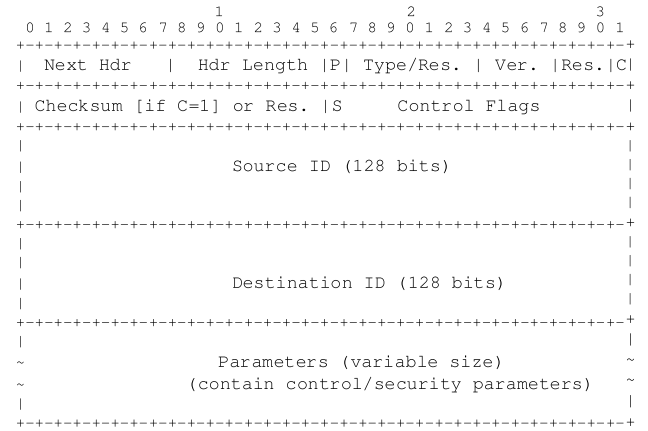 1                   2                   3
0 1 2 3 4 5 6 7 8 9 0 1 2 3 4 5 6 7 8 9 0 1 2 3 4 5 6 7 8 9 0 1
+-+-+-+-+-+-+-+-+-+-+-+-+-+-+-+-+-+-+-+-+-+-+-+-+-+-+-+-+-+-+-+-+
| Next Hdr | Hdr Length |P| Type/Res. | Ver. |Res.|C|
+-+-+-+-+-+-+-+-+-+-+-+-+-+-+-+-+-+-+-+-+-+-+-+-+-+-+-+-+-+-+-+-+
| Checksum [if C=1] or Res. |S Control Flags |
+-+-+-+-+-+-+-+-+-+-+-+-+-+-+-+-+-+-+-+-+-+-+-+-+-+-+-+-+-+-+-+-+
| Source ID (128 bits) |
+-+-+-+-+-+-+-+-+-+-+-+-+-+-+-+-+-+-+-+-+-+-+-+-+-+-+-+-+-+-+-+-+
| Destination ID (128 bits) |
+-+-+-+-+-+-+-+-+-+-+-+-+-+-+-+-+-+-+-+-+-+-+-+-+-+-+-+-+-+-+-+-+
~ Parameters (variable size) ~
~ (contain control/security parameters) ~
+-+-+-+-+-+-+-+-+-+-+-+-+-+-+-+-+-+-+-+-+-+-+-+-+-+-+-+-+-+-+-+-+